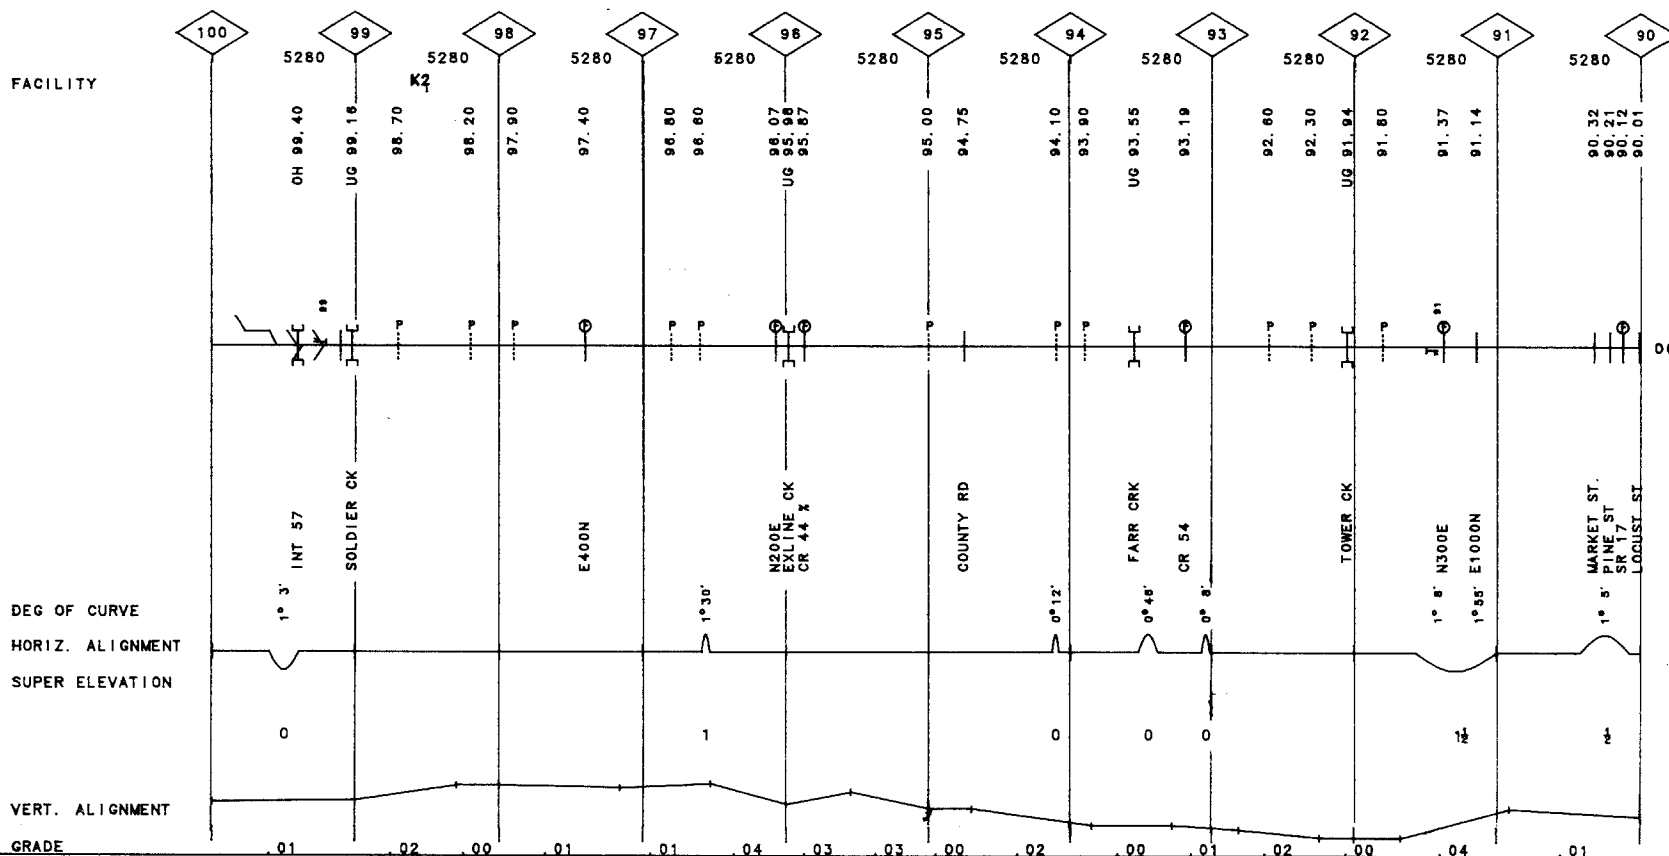 100 99 98 97 96 95 94 93 92 91 90
5280 5280 5280 5280 5280 5280 5280 5280 5280 5280
FACILITY
K2
OH 99.40
UG 99.16
98.70
98.20
97.90
97.40
96.80
96.60
96.07
UG 95.98
95.87
95.00
94.75
94.10
93.90
UG 93.55
93.19
92.60
92.30
UG 91.94
91.80
91.37
91.14
90.32
90.21
90.12
90.01
99
91
P P P P P P P P P P P P P P P P P
INT 57
SOLDIER CK
E400N
N200E
EXLINE CK
CR 44 %
COUNTY RD
FARR CRK
CR 54
TOWER CK
N300E
E1000N
MARKET ST.
PINE ST
SR 17
LOCUST ST
DEG OF CURVE
1° 3' 1°30' 0°12' 0°46' 0° 8' 1° 8' 1°55' 1° 5'
HORIZ. ALIGNMENT
SUPER ELEVATION
0 1 0 0 0 1½ ½
VERT. ALIGNMENT
GRADE
.01 .02 .00 .01 .01 .04 .03 .03 .00 .02 .00 .01 .02 .00 .04 .01